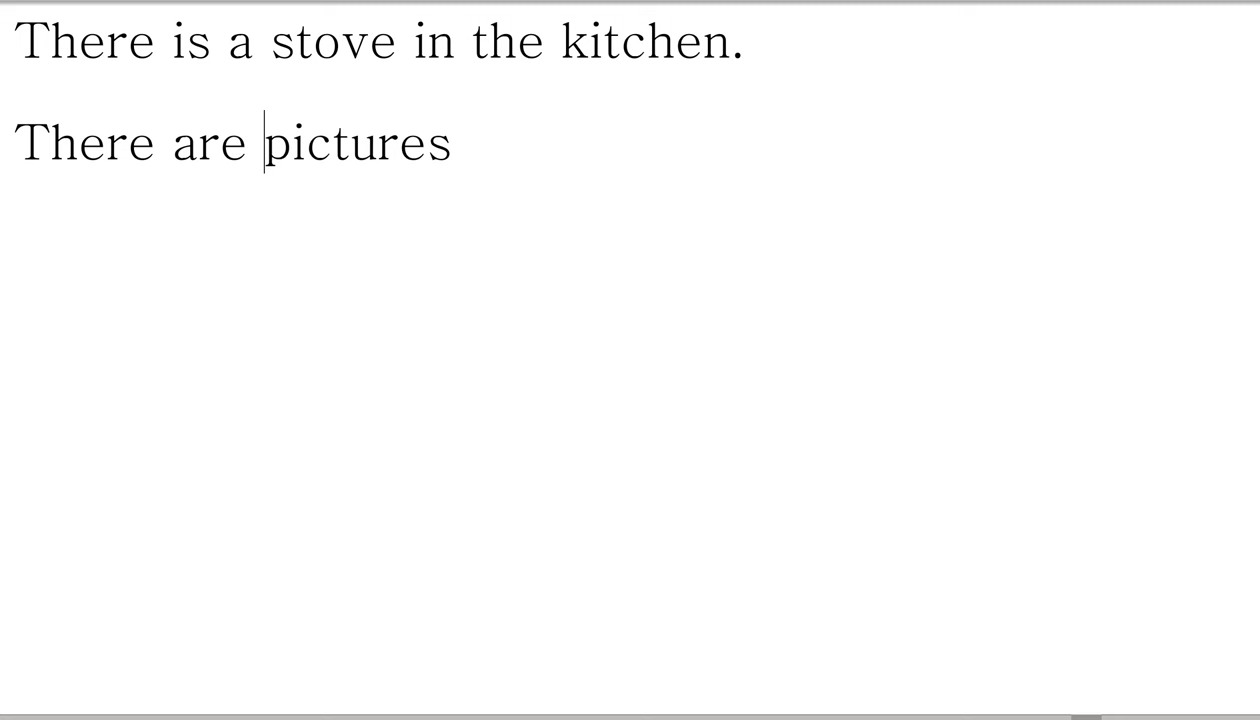 There is a stove in the kitchen.
There are pictures